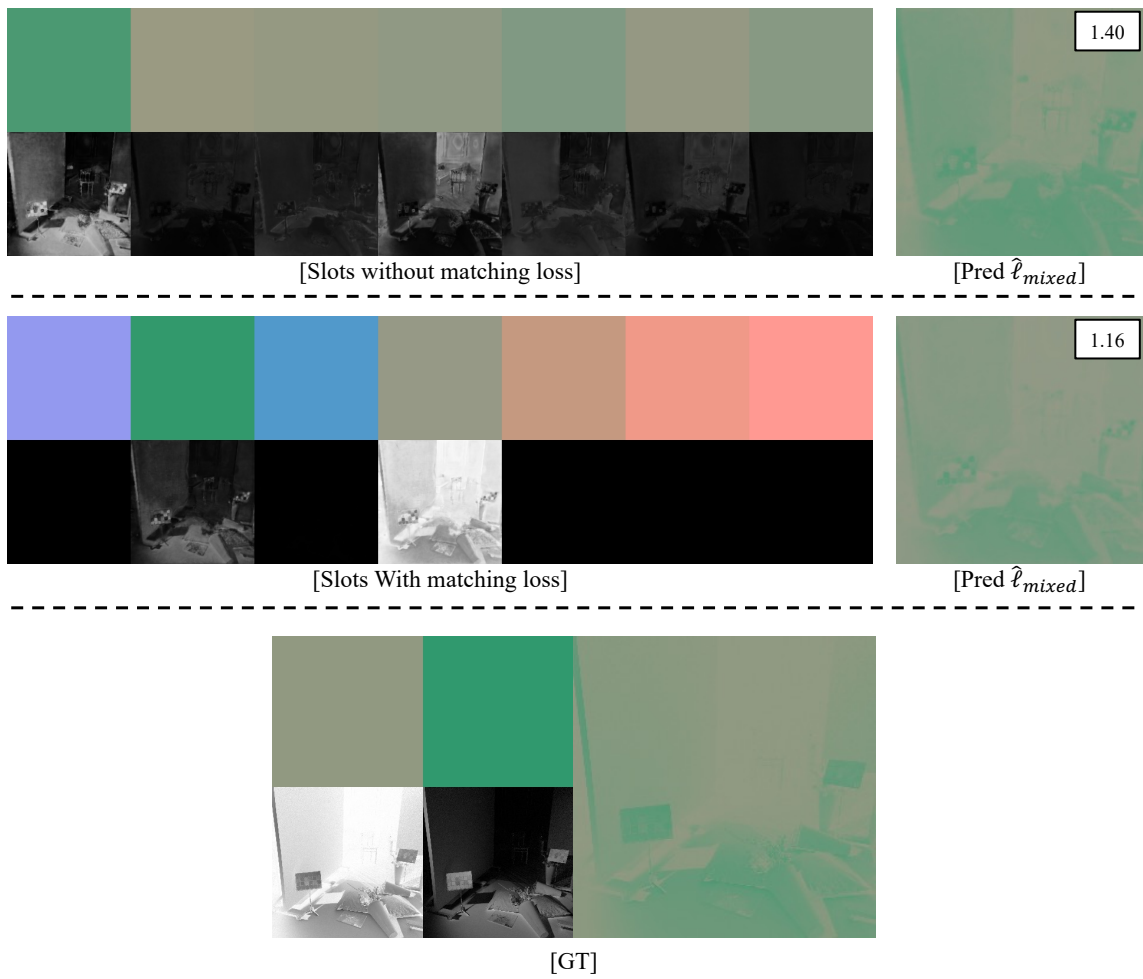 1.40
[Slots without matching loss]
[Pred ℓ̂_mixed]
1.16
[Slots With matching loss]
[Pred ℓ̂_mixed]
[GT]